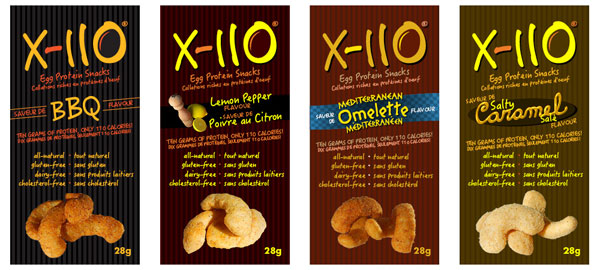 X-110®
Egg Protein Snacks
Collations riches en protéines d'oeuf
SAVEUR DE BBQ FLAVOUR
TEN GRAMS OF PROTEIN, ONLY 110 CALORIES!
DIX GRAMMES DE PROTÉINES, SEULEMENT 110 CALORIES!
all-natural · tout naturel
gluten-free · sans gluten
dairy-free · sans produits laitiers
cholesterol-free · sans cholestérol
28g
X-110®
Egg Protein Snacks
Collations riches en protéines d'oeuf
Lemon Pepper
FLAVOUR
SAVEUR DE
Poivre au Citron
TEN GRAMS OF PROTEIN, ONLY 110 CALORIES!
DIX GRAMMES DE PROTÉINES, SEULEMENT 110 CALORIES!
all-natural · tout naturel
gluten-free · sans gluten
dairy-free · sans produits laitiers
cholesterol-free · sans cholestérol
28g
X-110®
Egg Protein Snacks
Collations riches en protéines d'oeuf
MEDITERRANEAN
SAVEUR DE Omelette FLAVOUR
MEDITERRANEEN
TEN GRAMS OF PROTEIN, ONLY 110 CALORIES!
DIX GRAMMES DE PROTÉINES, SEULEMENT 110 CALORIES!
all-natural · tout naturel
gluten-free · sans gluten
dairy-free · sans produits laitiers
cholesterol-free · sans cholestérol
28g
X-110®
Egg Protein Snacks
Collations riches en protéines d'oeuf
SAVEUR DE
Salty
Caramel
Salé
FLAVOUR
TEN GRAMS OF PROTEIN, ONLY 110 CALORIES!
DIX GRAMMES DE PROTÉINES, SEULEMENT 110 CALORIES!
all-natural · tout naturel
gluten-free · sans gluten
dairy-free · sans produits laitiers
cholesterol-free · sans cholestérol
28g